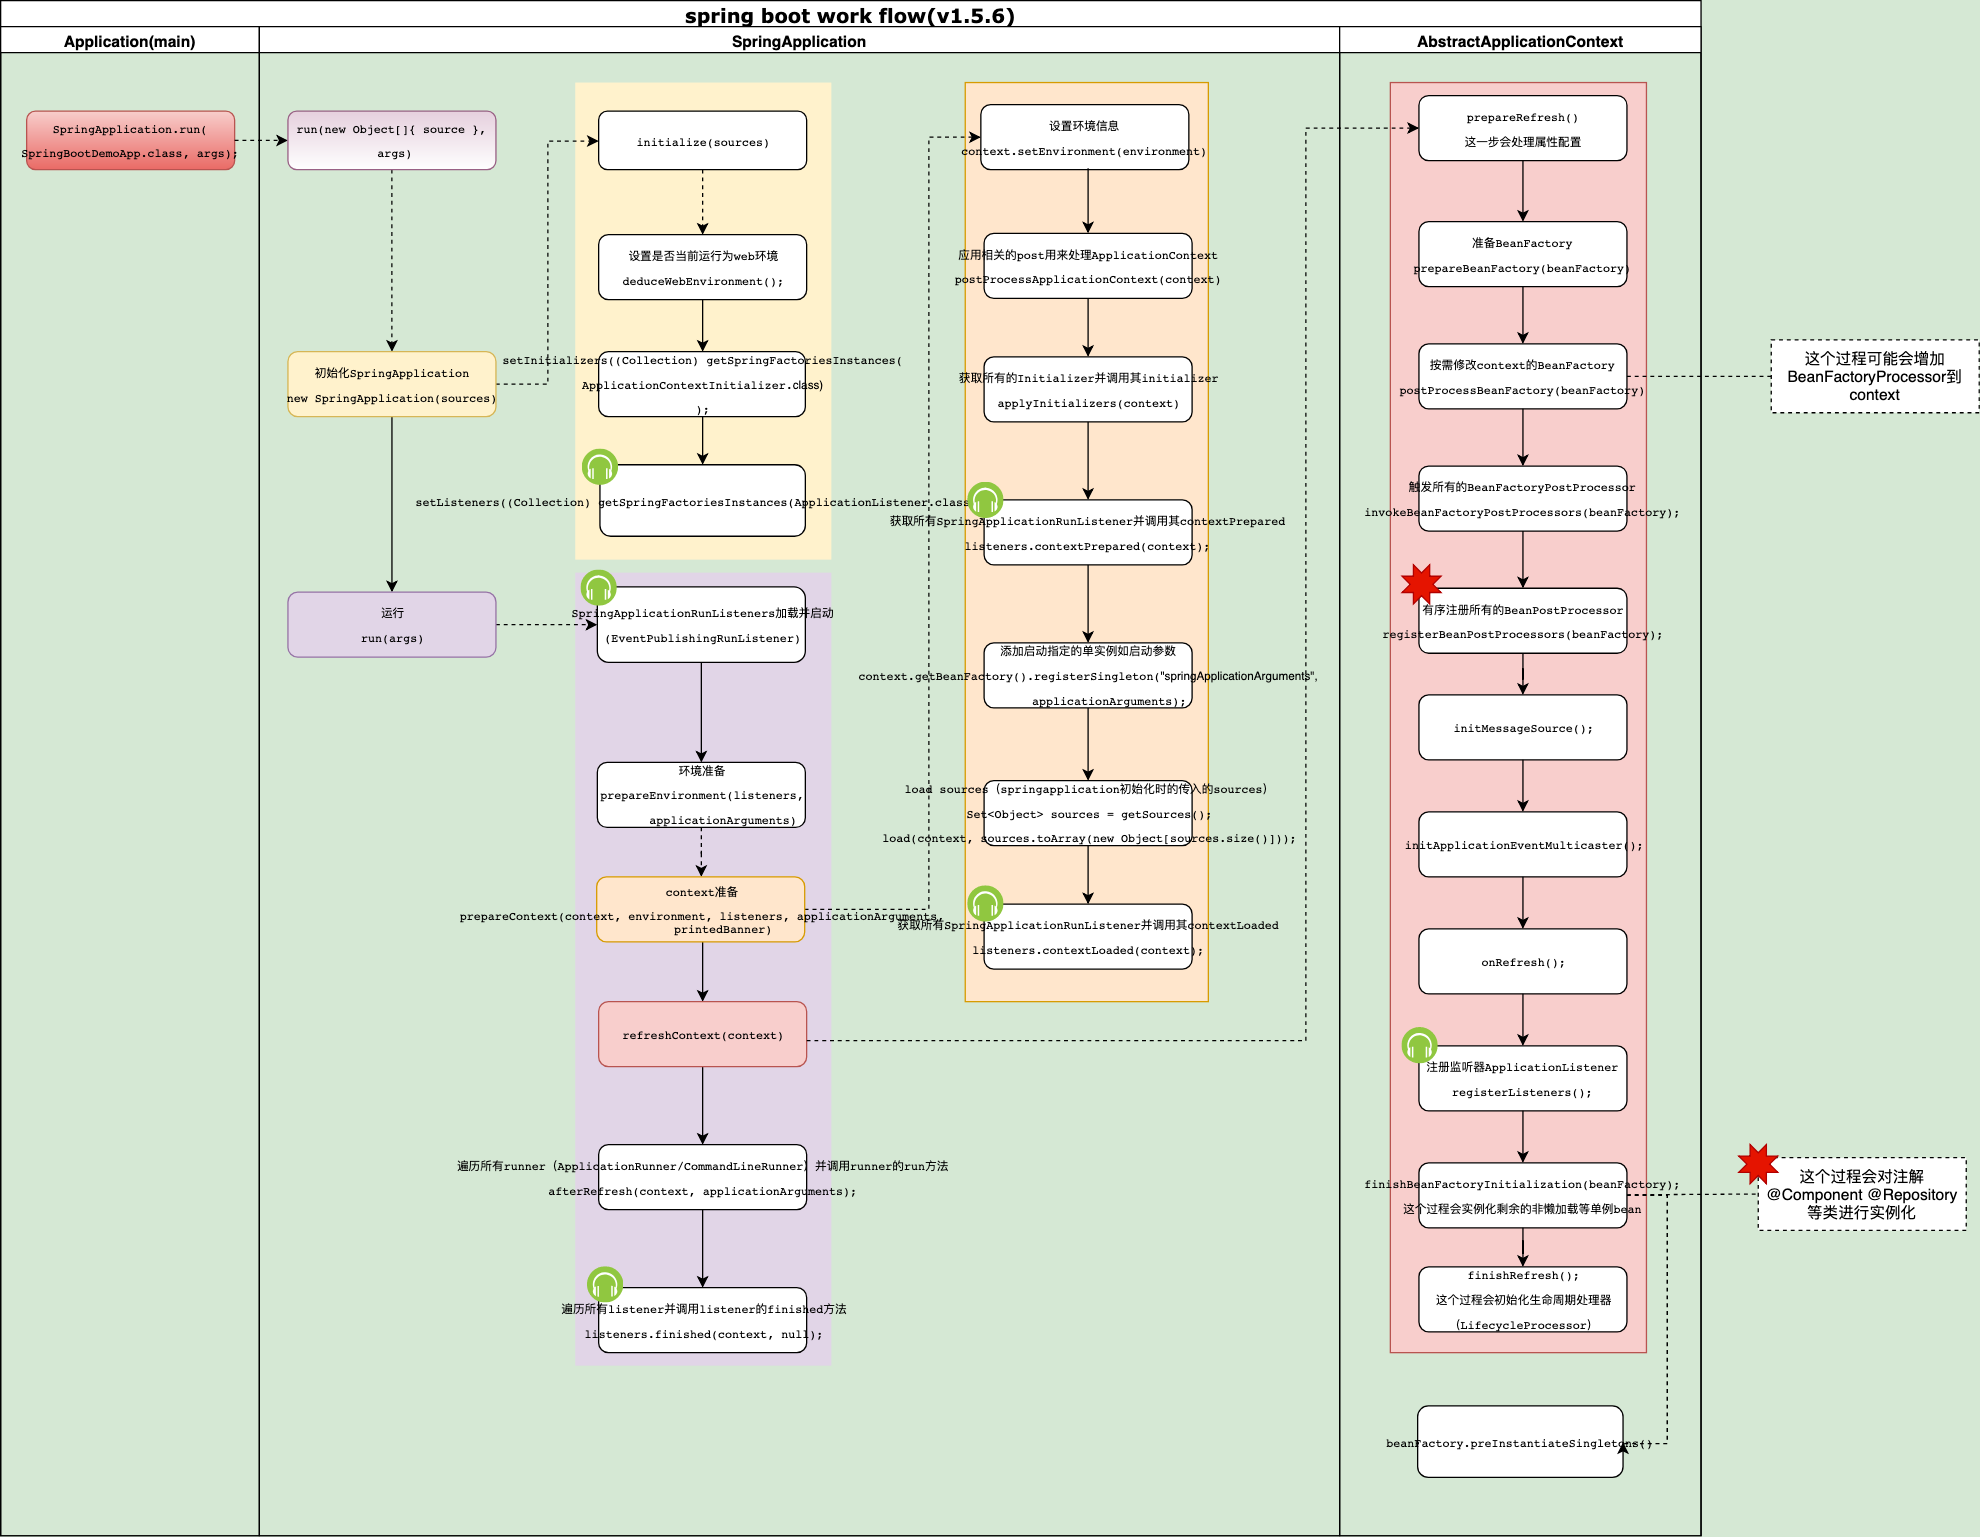 spring boot work flow(v1.5.6)
Application(main)
SpringApplication
AbstractApplicationContext
SpringApplication.run(
SpringBootDemoApp.class, args);
run(new Object[]{ source },
args)
初始化SpringApplication
new SpringApplication(sources)
运行
run(args)
initialize(sources)
设置是否当前运行为web环境
deduceWebEnvironment();
setInitializers((Collection) getSpringFactoriesInstances(
ApplicationContextInitializer.class)
);
setListeners((Collection) getSpringFactoriesInstances(ApplicationListener.class
SpringApplicationRunListeners加载并启动
(EventPublishingRunListener)
环境准备
prepareEnvironment(listeners,
applicationArguments)
context准备
prepareContext(context, environment, listeners, applicationArguments,
printedBanner)
refreshContext(context)
遍历所有runner（ApplicationRunner/CommandLineRunner）并调用runner的run方法
afterRefresh(context, applicationArguments);
遍历所有listener并调用listener的finished方法
listeners.finished(context, null);
设置环境信息
context.setEnvironment(environment)
应用相关的post用来处理ApplicationContext
postProcessApplicationContext(context)
获取所有的Initializer并调用其initializer
applyInitializers(context)
获取所有SpringApplicationRunListener并调用其contextPrepared
listeners.contextPrepared(context);
添加启动指定的单实例如启动参数
context.getBeanFactory().registerSingleton("springApplicationArguments",
applicationArguments);
load sources（springapplication初始化时的传入的sources）
Set<Object> sources = getSources();
load(context, sources.toArray(new Object[sources.size()]));
获取所有SpringApplicationRunListener并调用其contextLoaded
listeners.contextLoaded(context);
prepareRefresh()
这一步会处理属性配置
准备BeanFactory
prepareBeanFactory(beanFactory)
按需修改context的BeanFactory
postProcessBeanFactory(beanFactory)
触发所有的BeanFactoryPostProcessor
invokeBeanFactoryPostProcessors(beanFactory);
有序注册所有的BeanPostProcessor
registerBeanPostProcessors(beanFactory);
initMessageSource();
initApplicationEventMulticaster();
onRefresh();
注册监听器ApplicationListener
registerListeners();
finishBeanFactoryInitialization(beanFactory);
这个过程会实例化剩余的非懒加载等单例bean
finishRefresh();
这个过程会初始化生命周期处理器
（LifecycleProcessor）
beanFactory.preInstantiateSingletons()
这个过程可能会增加
BeanFactoryProcessor到
context
这个过程会对注解
@Component @Repository
等类进行实例化